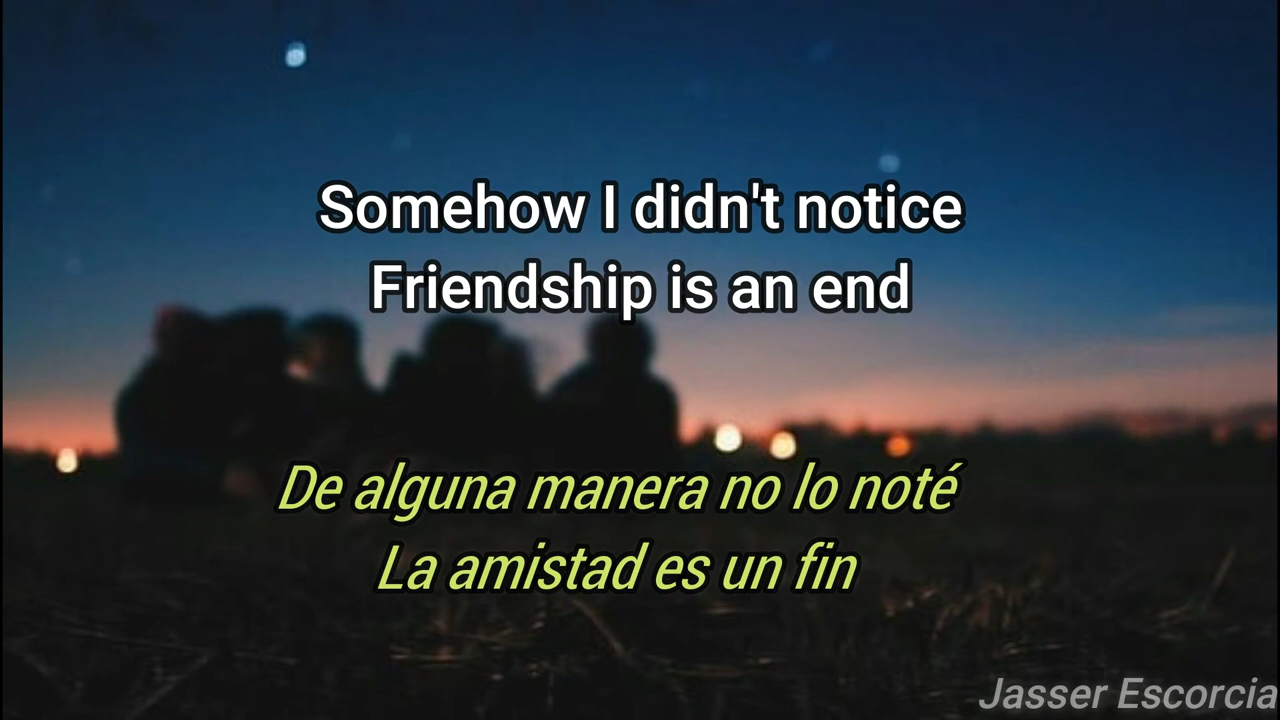 Somehow I didn't notice
Friendship is an end
De alguna manera no lo noté
La amistad es un fin
Jasser Escorcia